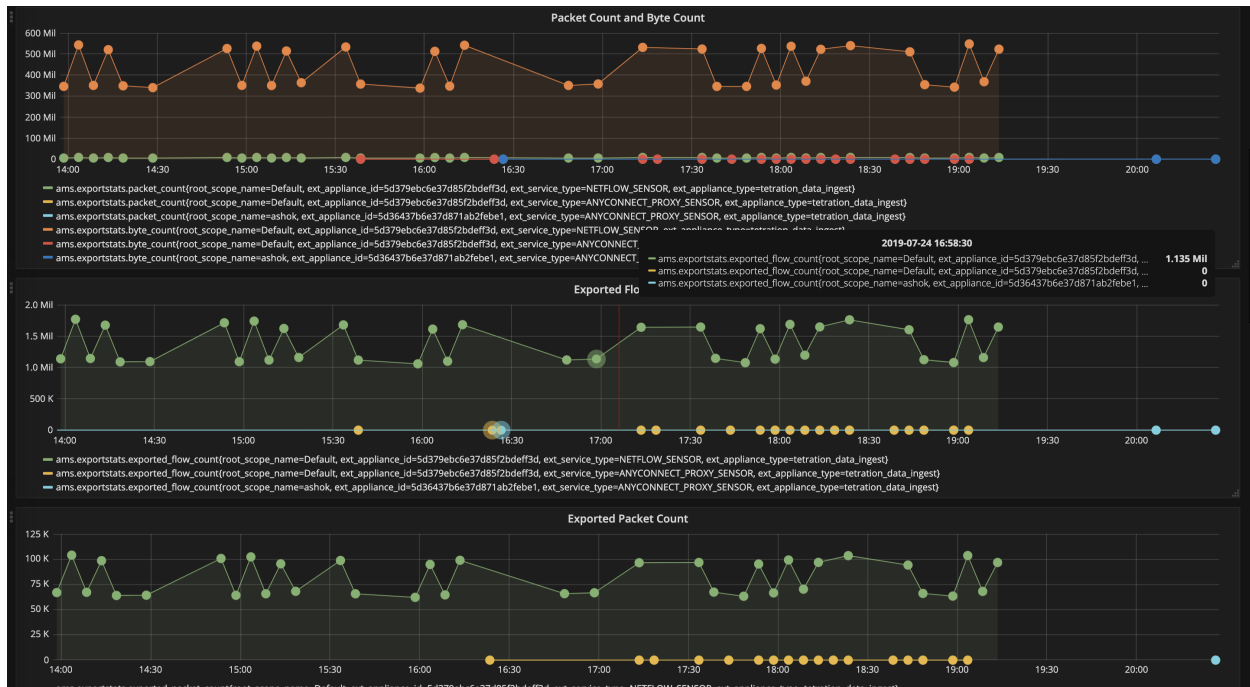 Packet Count and Byte Count
600 Mil
500 Mil
400 Mil
300 Mil
200 Mil
100 Mil
0
14:00 14:30 15:00 15:30 16:00 16:30 17:00 17:30 18:00 18:30 19:00 19:30 20:00
ams.exportstats.packet_count{root_scope_name=Default, ext_appliance_id=5d379ebc6e37d85f2bdeff3d, ext_service_type=NETFLOW_SENSOR, ext_appliance_type=tetration_data_ingest}
ams.exportstats.packet_count{root_scope_name=Default, ext_appliance_id=5d379ebc6e37d85f2bdeff3d, ext_service_type=ANYCONNECT_PROXY_SENSOR, ext_appliance_type=tetration_data_ingest}
ams.exportstats.packet_count{root_scope_name=ashok, ext_appliance_id=5d36437b6e37d871ab2febe1, ext_service_type=ANYCONNECT_PROXY_SENSOR, ext_appliance_type=tetration_data_ingest}
ams.exportstats.byte_count{root_scope_name=Default, ext_appliance_id=5d379ebc6e37d85f2bdeff3d, ext_service_type=NETFLOW_SENSOR, ext_appliance_type=tetration_data_ingest}
ams.exportstats.byte_count{root_scope_name=Default, ext_appliance_id=5d379ebc6e37d85f2bdeff3d, ext_service_type=ANYCONNECT_
ams.exportstats.byte_count{root_scope_name=ashok, ext_appliance_id=5d36437b6e37d871ab2febe1, ext_service_type=ANYCONNECT_
2019-07-24 16:58:30
ams.exportstats.exported_flow_count{root_scope_name=Default, ext_appliance_id=5d379ebc6e37d85f2bdeff3d, ... 1.135 Mil
ams.exportstats.exported_flow_count{root_scope_name=Default, ext_appliance_id=5d379ebc6e37d85f2bdeff3d, ... 0
ams.exportstats.exported_flow_count{root_scope_name=ashok, ext_appliance_id=5d36437b6e37d871ab2febe1, ... 0
Exported Flo
2.0 Mil
1.5 Mil
1.0 Mil
500 K
0
14:00 14:30 15:00 15:30 16:00 16:30 17:00 17:30 18:00 18:30 19:00 19:30 20:00
ams.exportstats.exported_flow_count{root_scope_name=Default, ext_appliance_id=5d379ebc6e37d85f2bdeff3d, ext_service_type=NETFLOW_SENSOR, ext_appliance_type=tetration_data_ingest}
ams.exportstats.exported_flow_count{root_scope_name=Default, ext_appliance_id=5d379ebc6e37d85f2bdeff3d, ext_service_type=ANYCONNECT_PROXY_SENSOR, ext_appliance_type=tetration_data_ingest}
ams.exportstats.exported_flow_count{root_scope_name=ashok, ext_appliance_id=5d36437b6e37d871ab2febe1, ext_service_type=ANYCONNECT_PROXY_SENSOR, ext_appliance_type=tetration_data_ingest}
Exported Packet Count
125 K
100 K
75 K
50 K
25 K
0
14:00 14:30 15:00 15:30 16:00 16:30 17:00 17:30 18:00 18:30 19:00 19:30 20:00